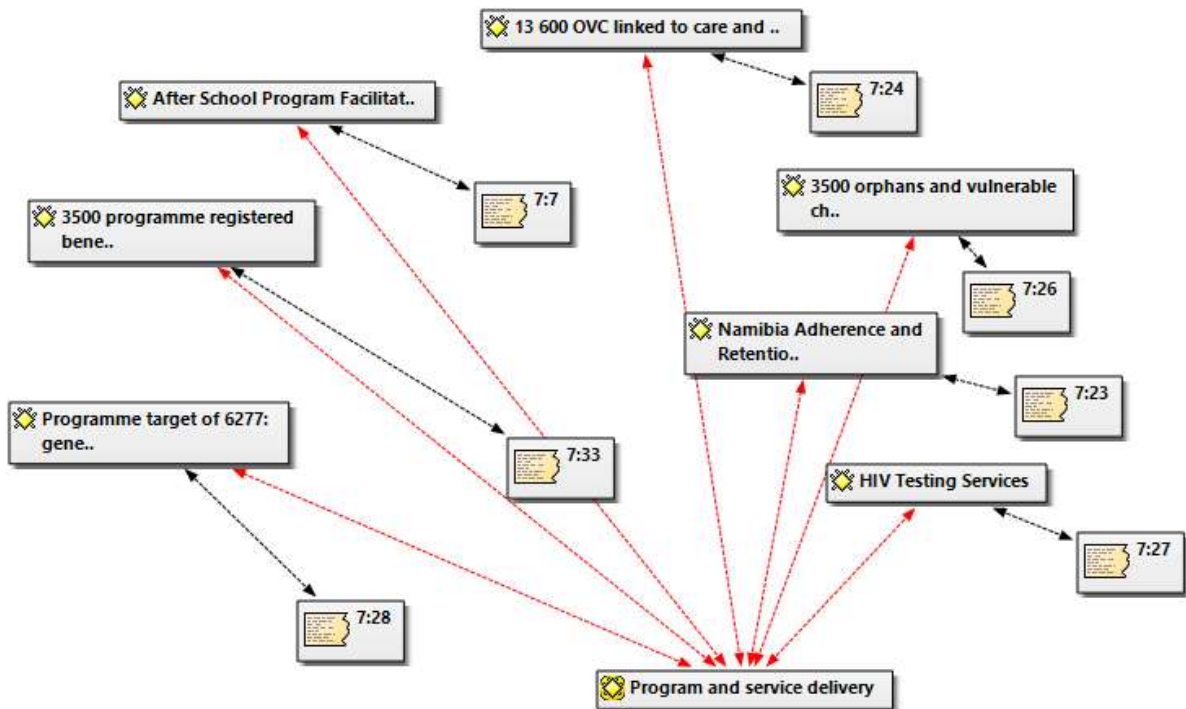 13 600 OVC linked to care and ..
7:24
After School Program Facilitat..
7:7
3500 orphans and vulnerable
ch..
7:26
3500 programme registered
bene..
7:33
Namibia Adherence and
Retentio..
7:23
Programme target of 6277:
gene..
7:28
HIV Testing Services
7:27
Program and service delivery